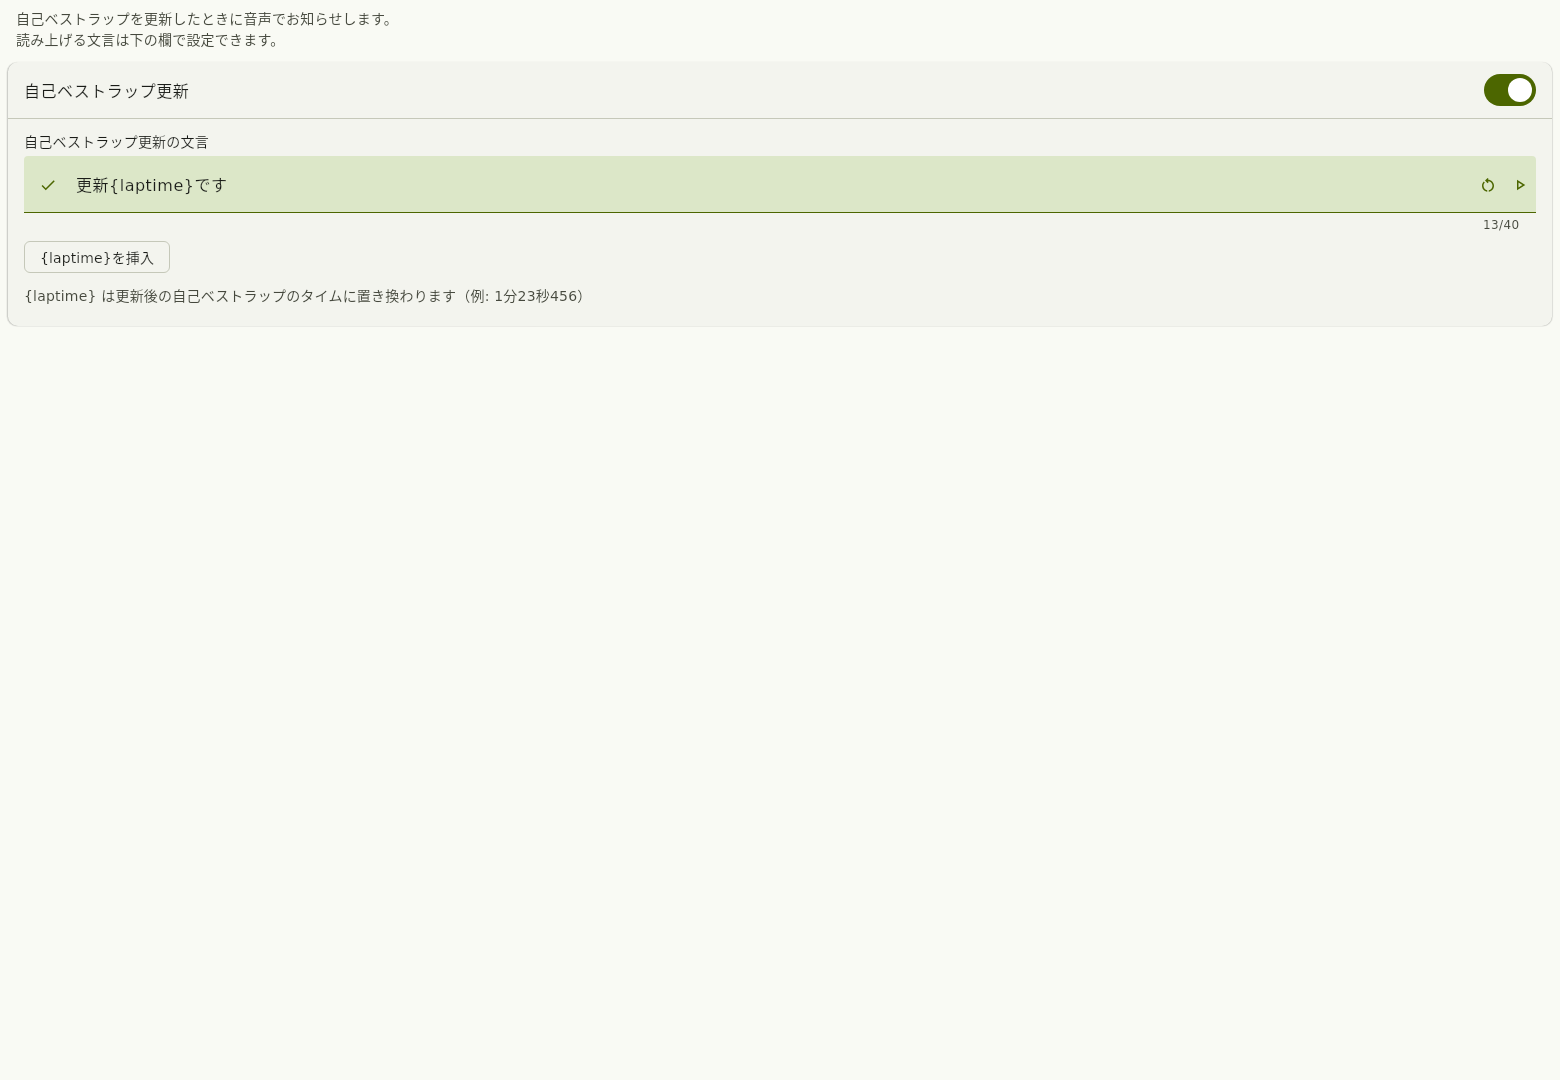 自己ベストラップを更新したときに音声でお知らせします。
読み上げる文言は下の欄で設定できます。
自己ベストラップ更新
自己ベストラップ更新の文言
更新{laptime}です
13/40
{laptime}を挿入
{laptime} は更新後の自己ベストラップのタイムに置き換わります（例: 1分23秒456）